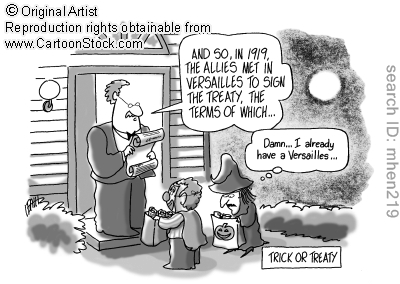 © Original Artist
Reproduction rights obtainable from
www.CartoonStock.com
AND SO, IN 1919,
THE ALLIES MET IN
VERSAILLES TO SIGN
THE TREATY, THE
TERMS OF WHICH...
Damn... I already
have a Versailles...
TRICK OR TREATY
search ID: mhen219